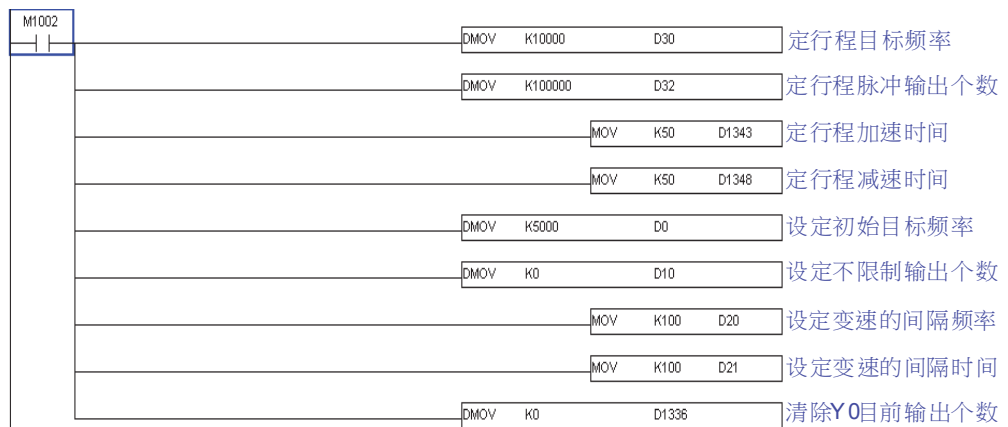 M1002
DMOV K10000 D30 定行程目标频率
DMOV K100000 D32 定行程脉冲输出个数
MOV K50 D1343 定行程加速时间
MOV K50 D1348 定行程减速时间
DMOV K5000 D0 设定初始目标频率
DMOV K0 D10 设定不限制输出个数
MOV K100 D20 设定变速的间隔频率
MOV K100 D21 设定变速的间隔时间
DMOV K0 D1336 清除Y0目前输出个数